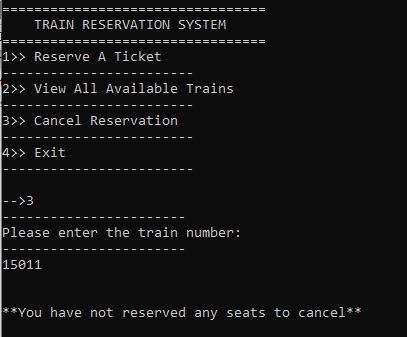 =================================
TRAIN RESERVATION SYSTEM
=================================
1>> Reserve A Ticket
------------------------
2>> View All Available Trains
------------------------
3>> Cancel Reservation
------------------------
4>> Exit
------------------------
-->3
-----------------------
Please enter the train number:
-----------------------
15011
**You have not reserved any seats to cancel**